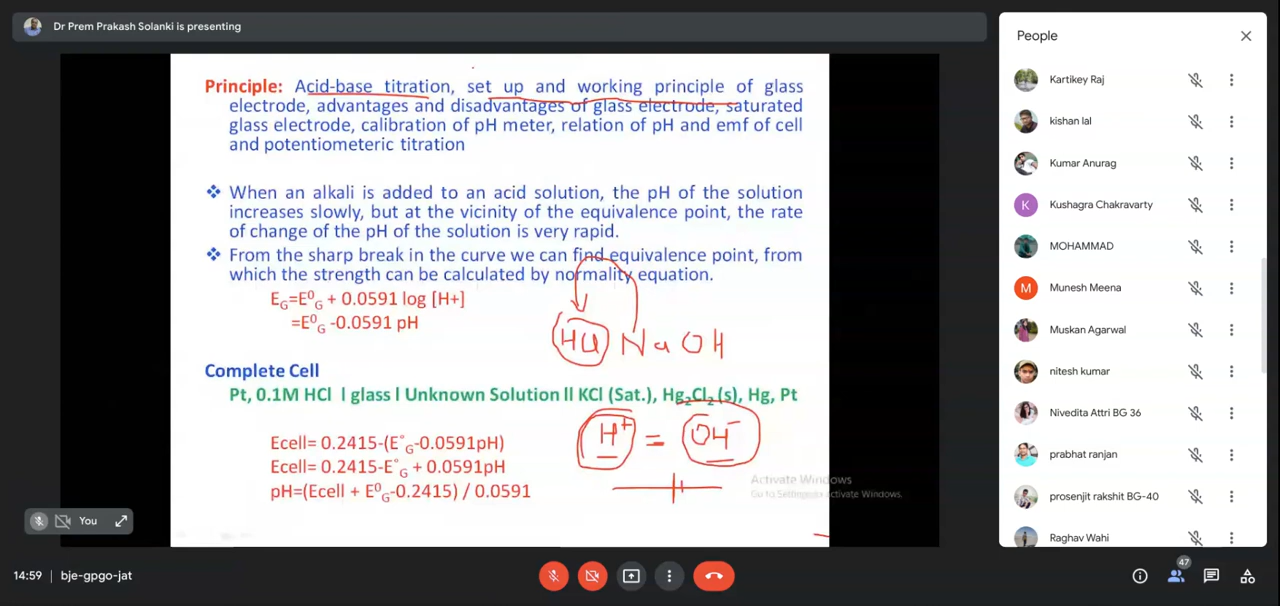 Dr Prem Prakash Solanki is presenting
Principle: Acid-base titration, set up and working principle of glass
electrode, advantages and disadvantages of glass electrode, saturated
glass electrode, calibration of pH meter, relation of pH and emf of cell
and potentiometeric titration
❖ When an alkali is added to an acid solution, the pH of the solution
increases slowly, but at the vicinity of the equivalence point, the rate
of change of the pH of the solution is very rapid.
❖ From the sharp break in the curve we can find equivalence point, from
which the strength can be calculated by normality equation.
E_G=E⁰_G + 0.0591 log [H+]
=E⁰_G -0.0591 pH
HCl NaOH
Complete Cell
Pt, 0.1M HCl l glass l Unknown Solution ll KCl (Sat.), Hg₂Cl₂(s), Hg, Pt
Ecell= 0.2415-(E°_G-0.0591pH)
Ecell= 0.2415-E°_G + 0.0591pH
pH=(Ecell + E⁰_G-0.2415) / 0.0591
H⁺ = OH⁻
Activate Windows
Go to Settings to activate Windows.
You
14:59 | bje-gpgo-jat
People
Kartikey Raj
kishan lal
Kumar Anurag
K Kushagra Chakravarty
MOHAMMAD
M Munesh Meena
Muskan Agarwal
nitesh kumar
Nivedita Attri BG 36
prabhat ranjan
prosenjit rakshit BG-40
Raghav Wahi
47